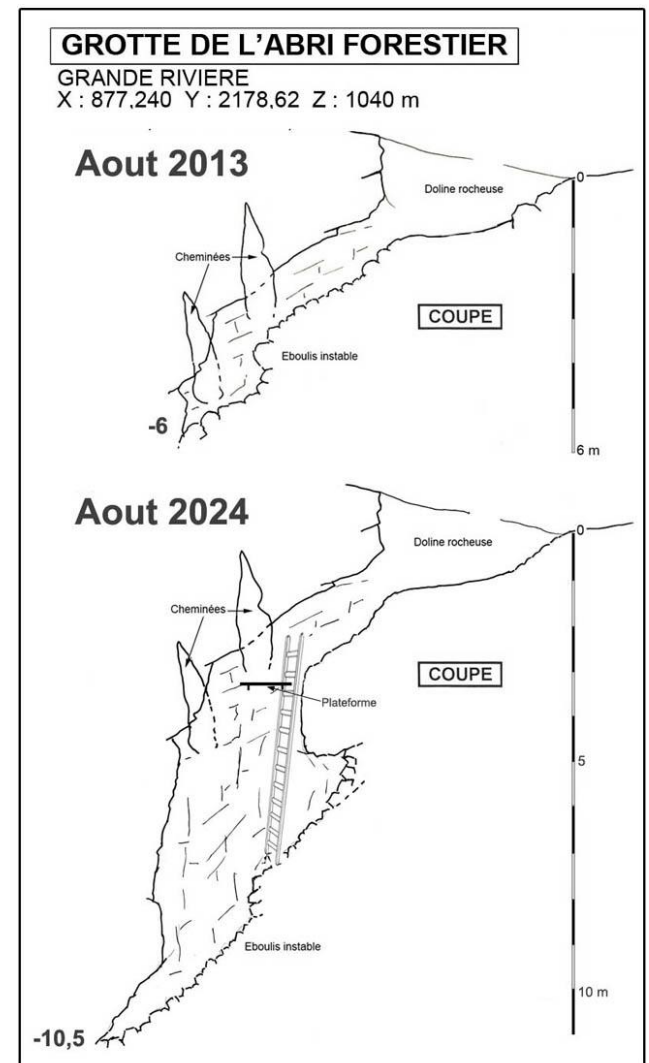 GROTTE DE L'ABRI FORESTIER
GRANDE RIVIERE
X : 877,240 Y : 2178,62 Z : 1040 m
Aout 2013
0
Doline rocheuse
Cheminées
COUPE
Eboulis instable
-6
6 m
Aout 2024
0
Doline rocheuse
Cheminées
COUPE
Plateforme
5
Eboulis instable
10 m
-10,5